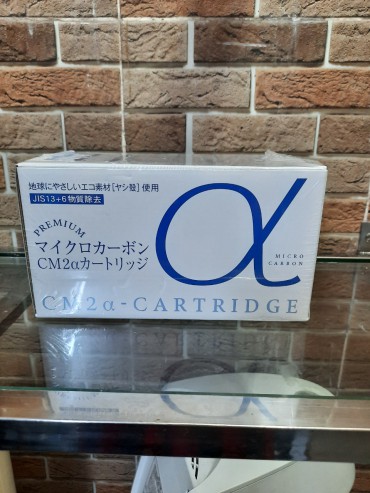 地球にやさしいエコ素材[ヤシ殻]使用
JIS13+6物質除去
PREMIUM
マイクロカーボン
CM2αカートリッジ
α
MICRO
CARBON
CM2α-CARTRIDGE